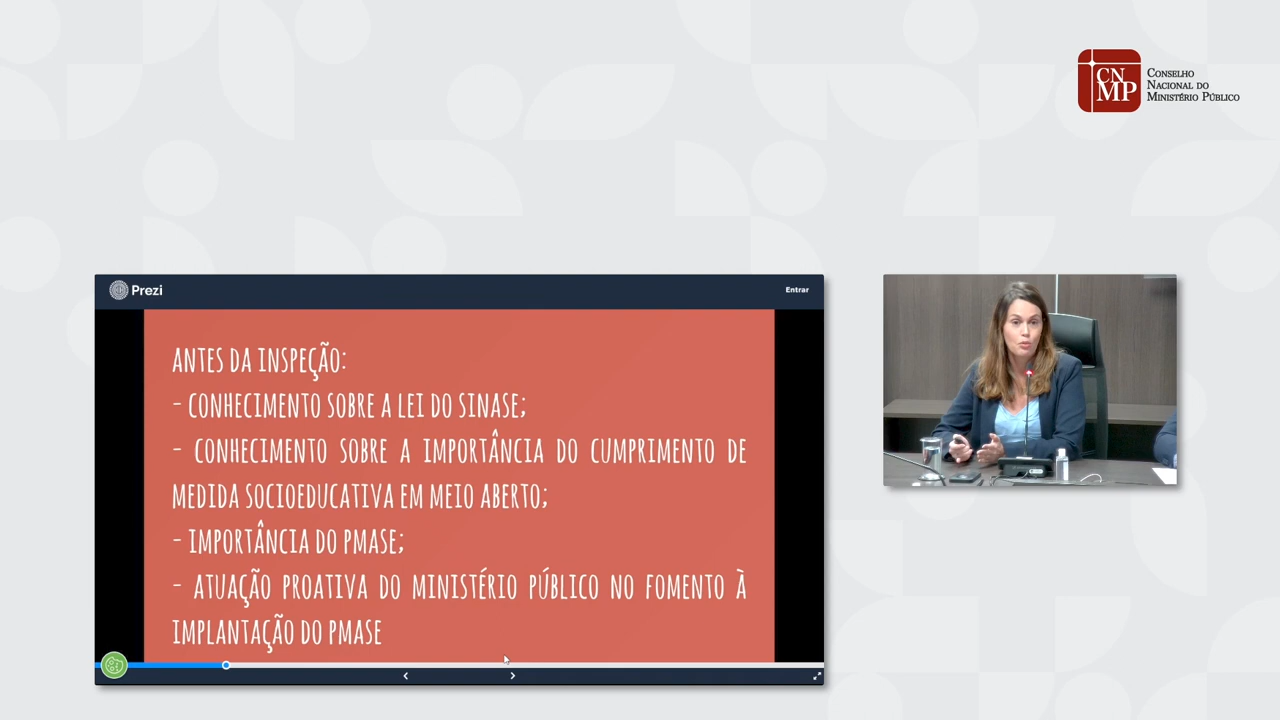 CNMP
CONSELHO
NACIONAL DO
MINISTÉRIO PÚBLICO
Prezi
Entrar
ANTES DA INSPEÇÃO:
- CONHECIMENTO SOBRE A LEI DO SINASE;
- CONHECIMENTO SOBRE A IMPORTÂNCIA DO CUMPRIMENTO DE
MEDIDA SOCIOEDUCATIVA EM MEIO ABERTO;
- IMPORTÂNCIA DO PMASE;
- ATUAÇÃO PROATIVA DO MINISTÉRIO PÚBLICO NO FOMENTO À
IMPLANTAÇÃO DO PMASE